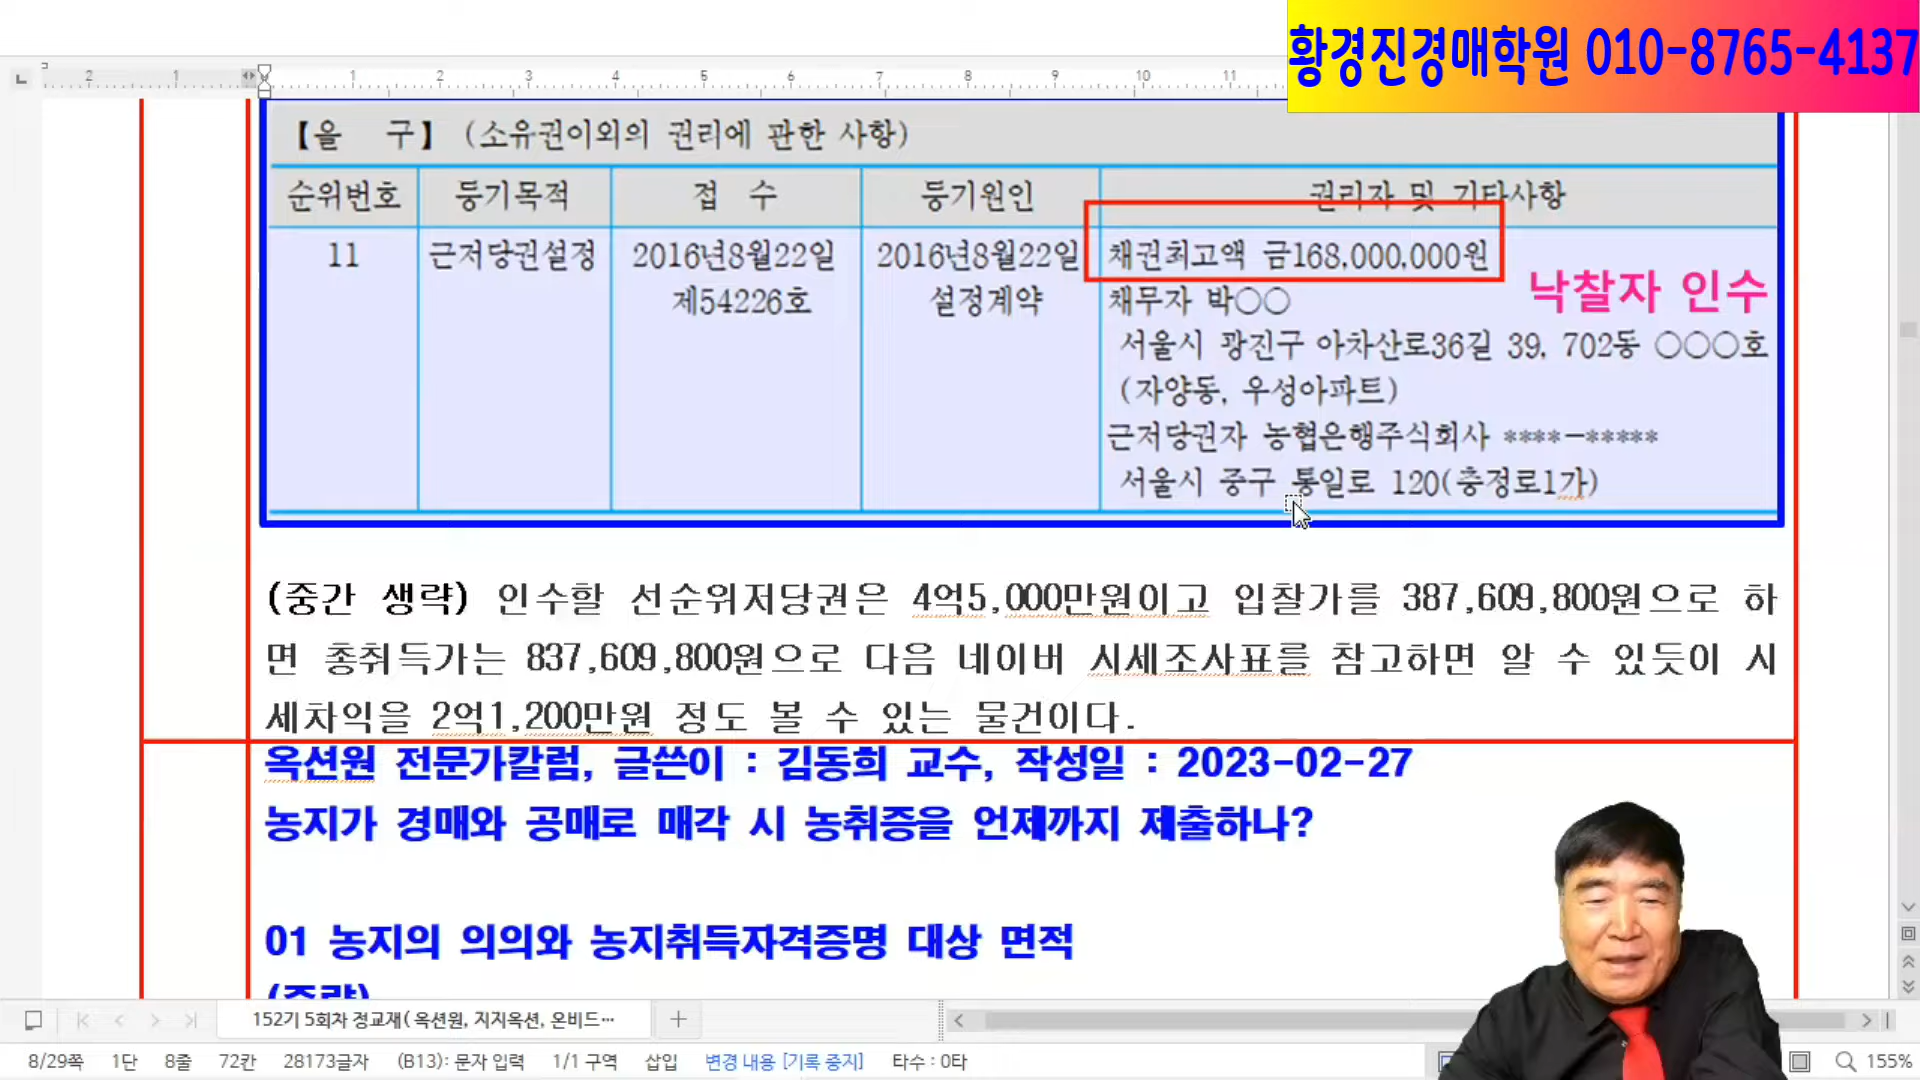 황경진경매학원 010-8765-4137
2 1 1 2 3 4 5 6 7 8 9 10 11
【을 구】 (소유권이외의 권리에 관한 사항)
순위번호 등기목적 접 수 등기원인 권리자 및 기타사항
11 근저당권설정 2016년8월22일 2016년8월22일 채권최고액 금168,000,000원
제54226호 설정계약 채무자 박○○
낙찰자 인수
서울시 광진구 아차산로36길 39, 702동 ○○○호
(자양동, 우성아파트)
근저당권자 농협은행주식회사 ****-*****
서울시 중구 통일로 120(충정로1가)
(중간 생략) 인수할 선순위저당권은 4억5,000만원이고 입찰가를 387,609,800원으로 하
면 총취득가는 837,609,800원으로 다음 네이버 시세조사표를 참고하면 알 수 있듯이 시
세차익을 2억1,200만원 정도 볼 수 있는 물건이다.
옥션원 전문가칼럼, 글쓴이 : 김동희 교수, 작성일 : 2023-02-27
농지가 경매와 공매로 매각 시 농취증을 언제까지 제출하나?
01 농지의 의의와 농지취득자격증명 대상 면적
(중략)
152기 5회차 정교재( 옥션원, 지지옥션, 온비드…
8/29쪽 1단 8줄 72칸 28173글자 (B13): 문자 입력 1/1 구역 삽입 변경 내용 [기록 중지] 타수 : 0타 155%